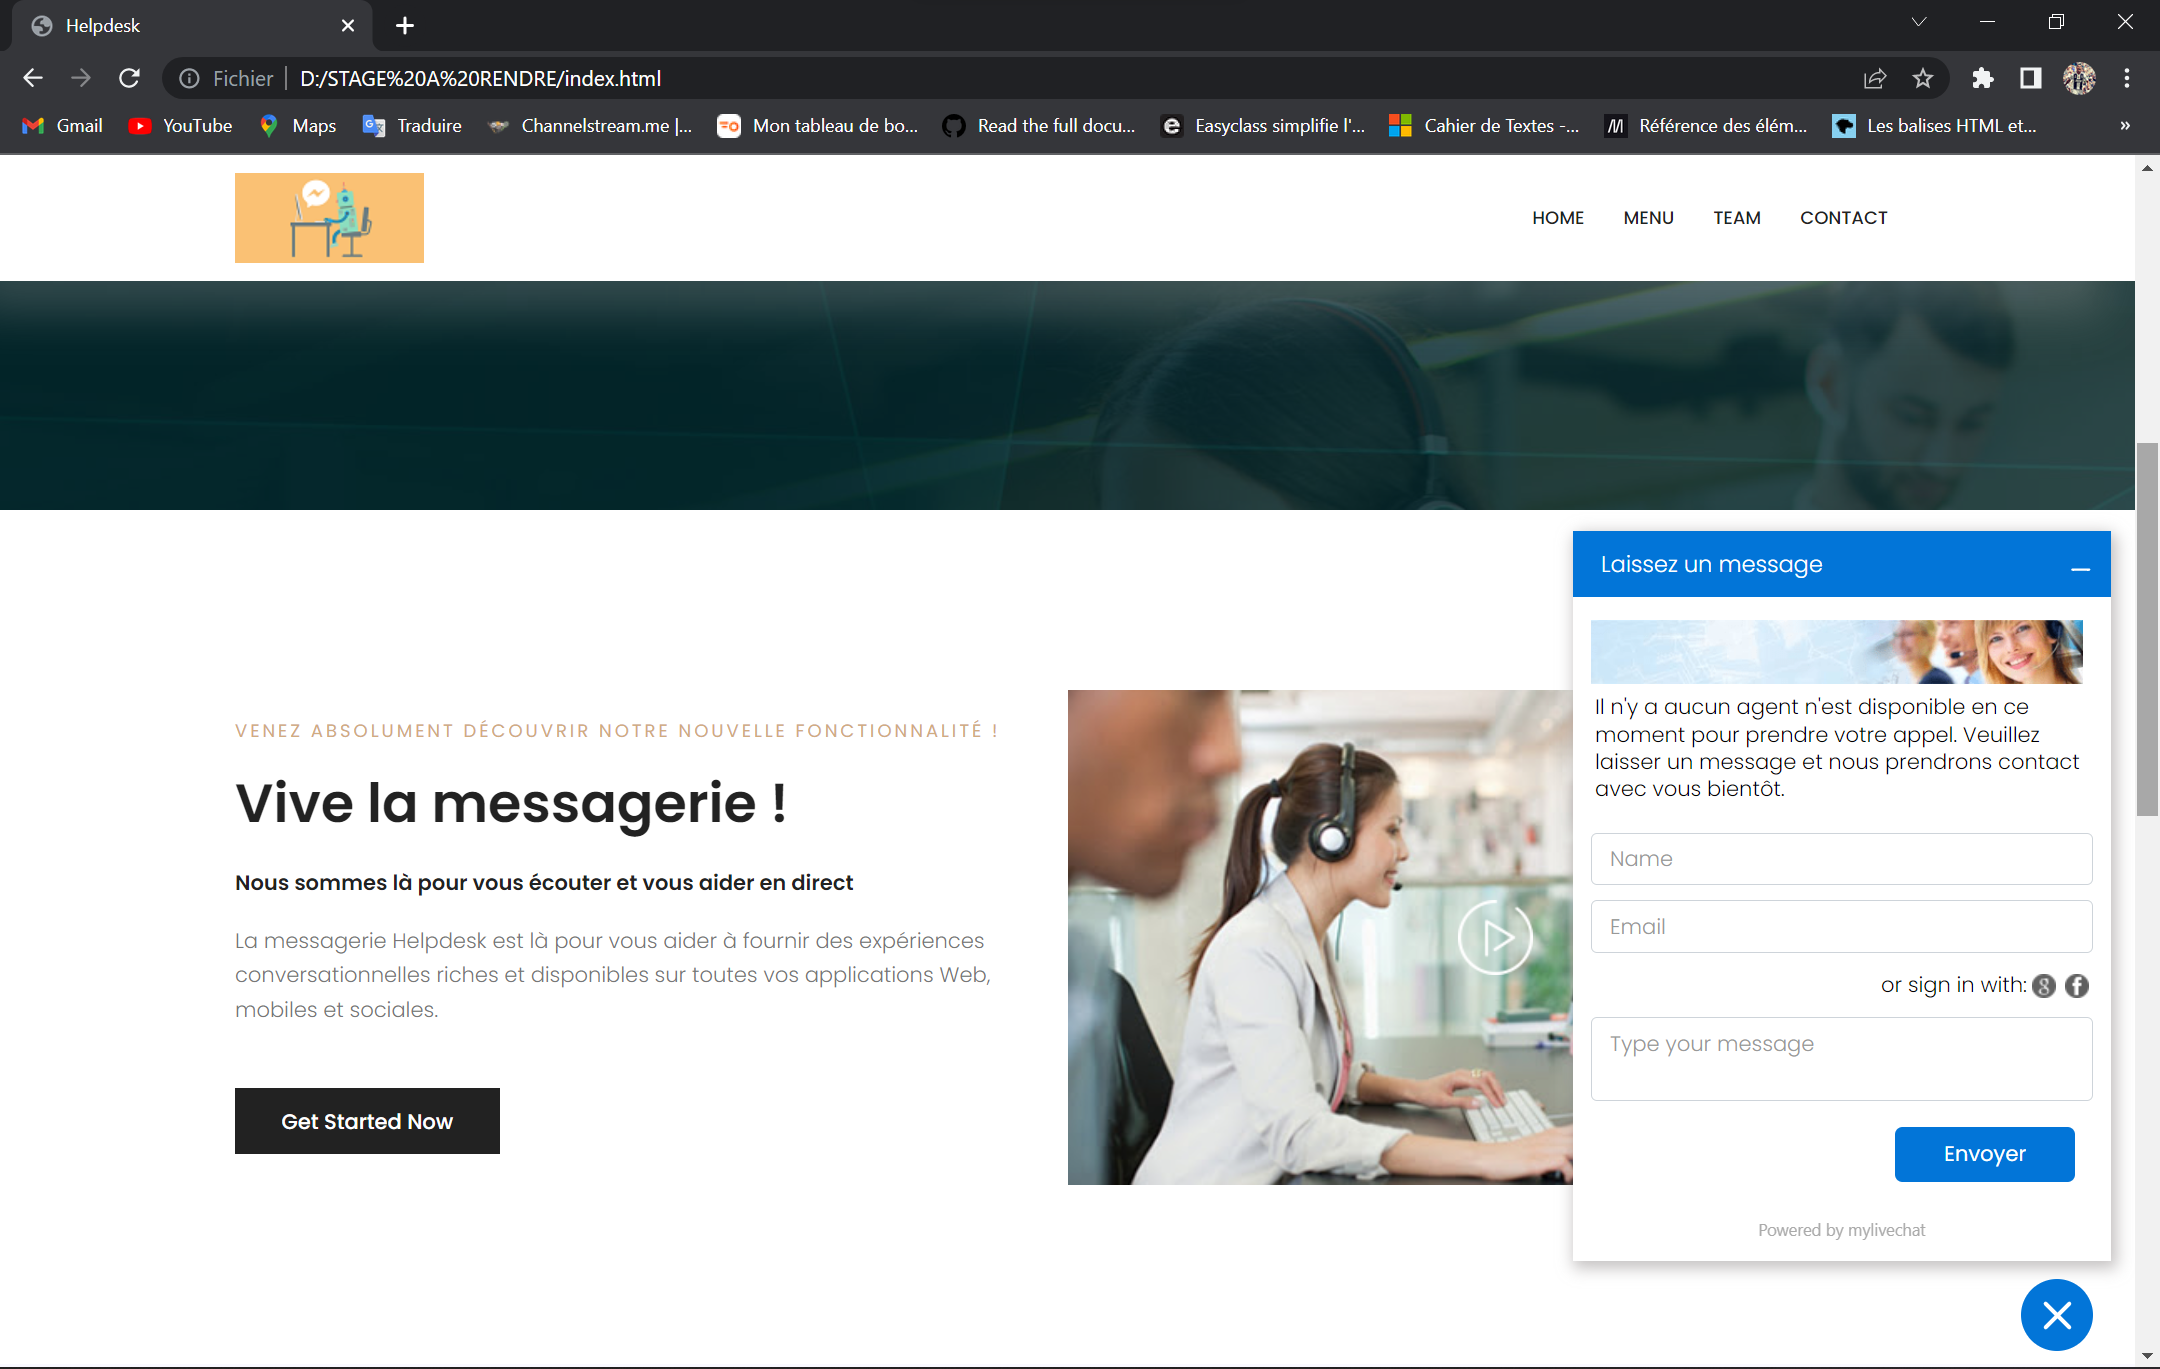 Helpdesk
Fichier
D:/STAGE%20A%20RENDRE/index.html
Gmail
YouTube
Maps
Traduire
Channelstream.me |...
Mon tableau de bo...
Read the full docu...
Easyclass simplifie l'...
Cahier de Textes -...
Référence des élém...
Les balises HTML et...
»
HOME MENU TEAM CONTACT
VENEZ ABSOLUMENT DÉCOUVRIR NOTRE NOUVELLE FONCTIONNALITÉ !
Vive la messagerie !
Nous sommes là pour vous écouter et vous aider en direct
La messagerie Helpdesk est là pour vous aider à fournir des expériences
conversationnelles riches et disponibles sur toutes vos applications Web,
mobiles et sociales.
Get Started Now
Laissez un message
Il n'y a aucun agent n'est disponible en ce
moment pour prendre votre appel. Veuillez
laisser un message et nous prendrons contact
avec vous bientôt.
Name
Email
or sign in with:
Type your message
Envoyer
Powered by mylivechat